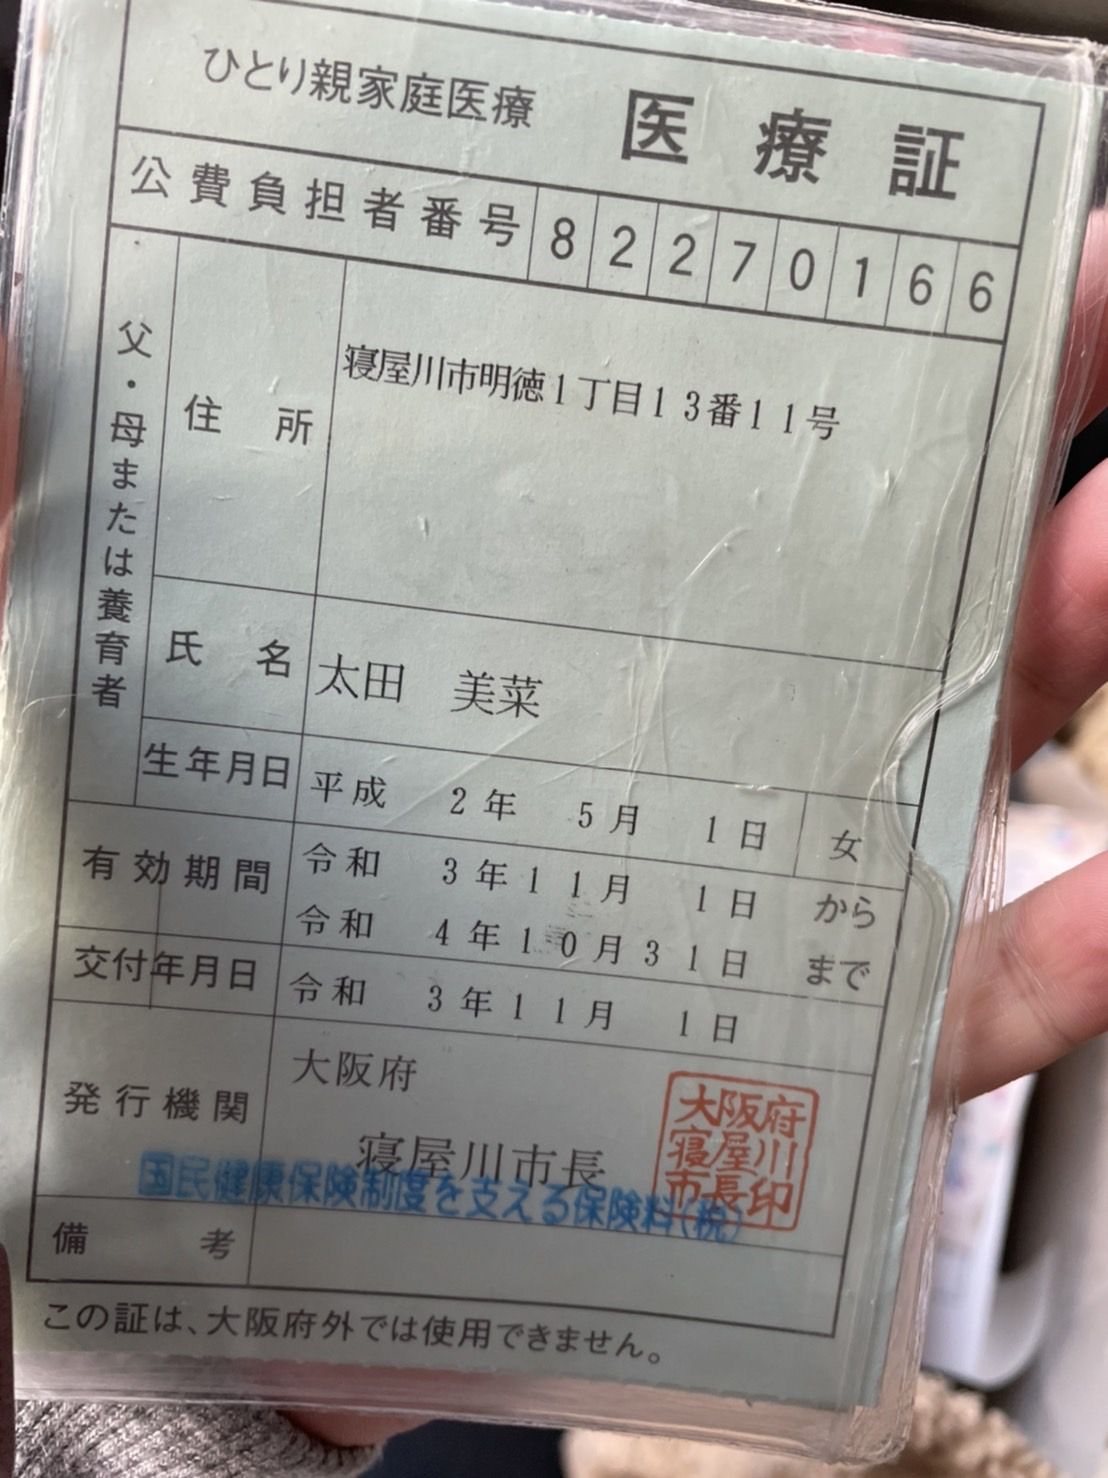 ひとり親家庭医療 医療証
公費負担者番号 8 2 2 7 0 1 6 6
父・母または養育者
住所 寝屋川市明徳1丁目13番11号
氏名 太田 美菜
生年月日 平成 2年 5月 1日 女
有効期間 令和 3年11月 1日 から
令和 4年10月31日 まで
交付年月日 令和 3年11月 1日
発行機関 大阪府
寝屋川市長
大阪府
寝屋川
市長印
国民健康保険制度を支える保険料(税)
備考
この証は、大阪府外では使用できません。